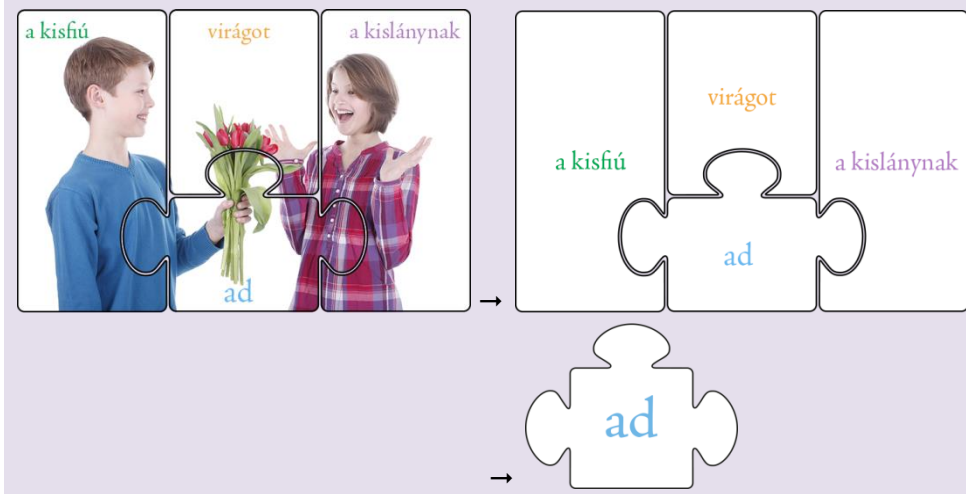 a kisfiú virágot a kislánynak
ad
virágot
a kisfiú a kislánynak
ad
ad